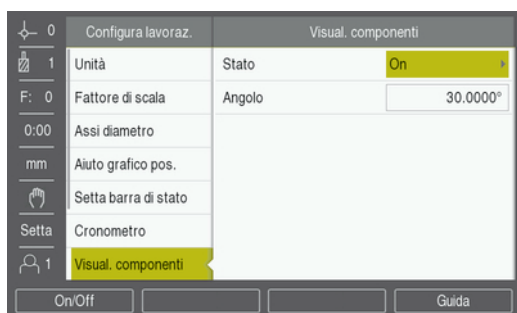 0
Configura lavoraz.
Visual. componenti
1
Unità
Stato
On
F: 0
Fattore di scala
Angolo
30.0000°
0:00
Assi diametro
mm
Aiuto grafico pos.
Setta barra di stato
Setta
Cronometro
1
Visual. componenti
On/Off
Guida